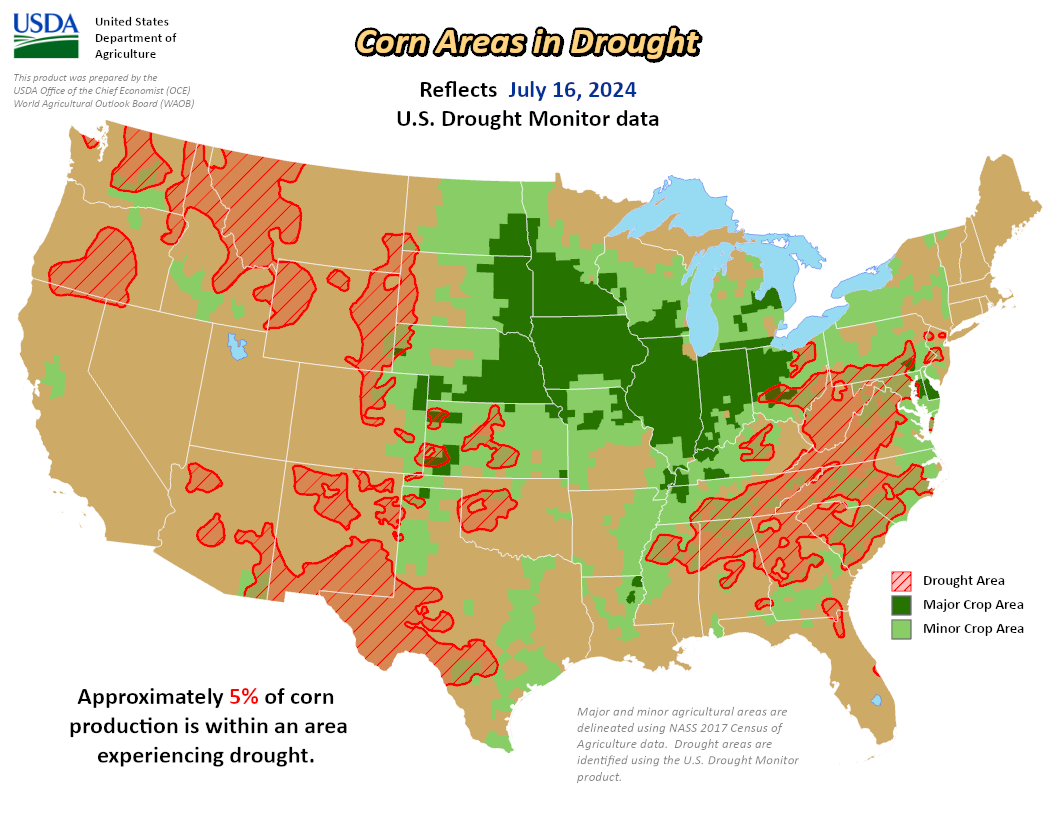 USDA
United States
Department of
Agriculture
This product was prepared by the
USDA Office of the Chief Economist (OCE)
World Agricultural Outlook Board (WAOB)
Corn Areas in Drought
Reflects July 16, 2024
U.S. Drought Monitor data
Drought Area
Major Crop Area
Minor Crop Area
Approximately 5% of corn
production is within an area
experiencing drought.
Major and minor agricultural areas are
delineated using NASS 2017 Census of
Agriculture data. Drought areas are
identified using the U.S. Drought Monitor
product.